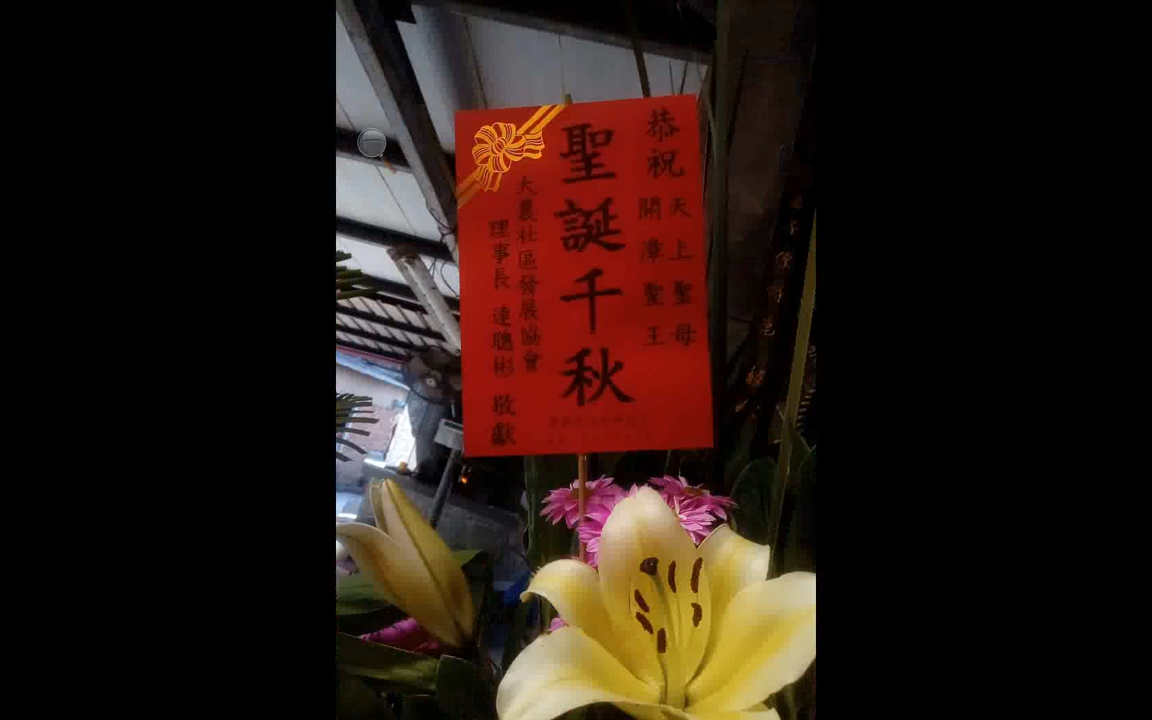 恭祝
天上聖母
開漳聖王
聖誕千秋
大農社區發展協會
理事長 連聰彬 敬獻